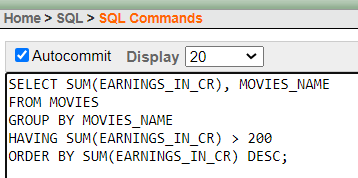 Home > SQL > SQL Commands
Autocommit Display 20
SELECT SUM(EARNINGS_IN_CR), MOVIES_NAME
FROM MOVIES
GROUP BY MOVIES_NAME
HAVING SUM(EARNINGS_IN_CR) > 200
ORDER BY SUM(EARNINGS_IN_CR) DESC;